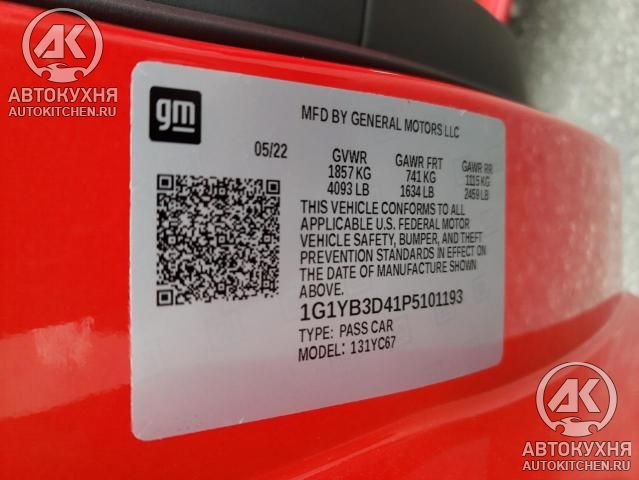 AK
АВТОКУХНЯ
AUTOKITCHEN.RU
gm
MFD BY GENERAL MOTORS LLC
05/22 GVWR GAWR FRT GAWR RR
1857 KG 741 KG 1115 KG
4093 LB 1634 LB 2459 LB
THIS VEHICLE CONFORMS TO ALL
APPLICABLE U.S. FEDERAL MOTOR
VEHICLE SAFETY, BUMPER, AND THEFT
PREVENTION STANDARDS IN EFFECT ON
THE DATE OF MANUFACTURE SHOWN
ABOVE.
1G1YB3D41P5101193
TYPE: PASS CAR
MODEL: 131YC67
AK
АВТОКУХНЯ
AUTOKITCHEN.RU